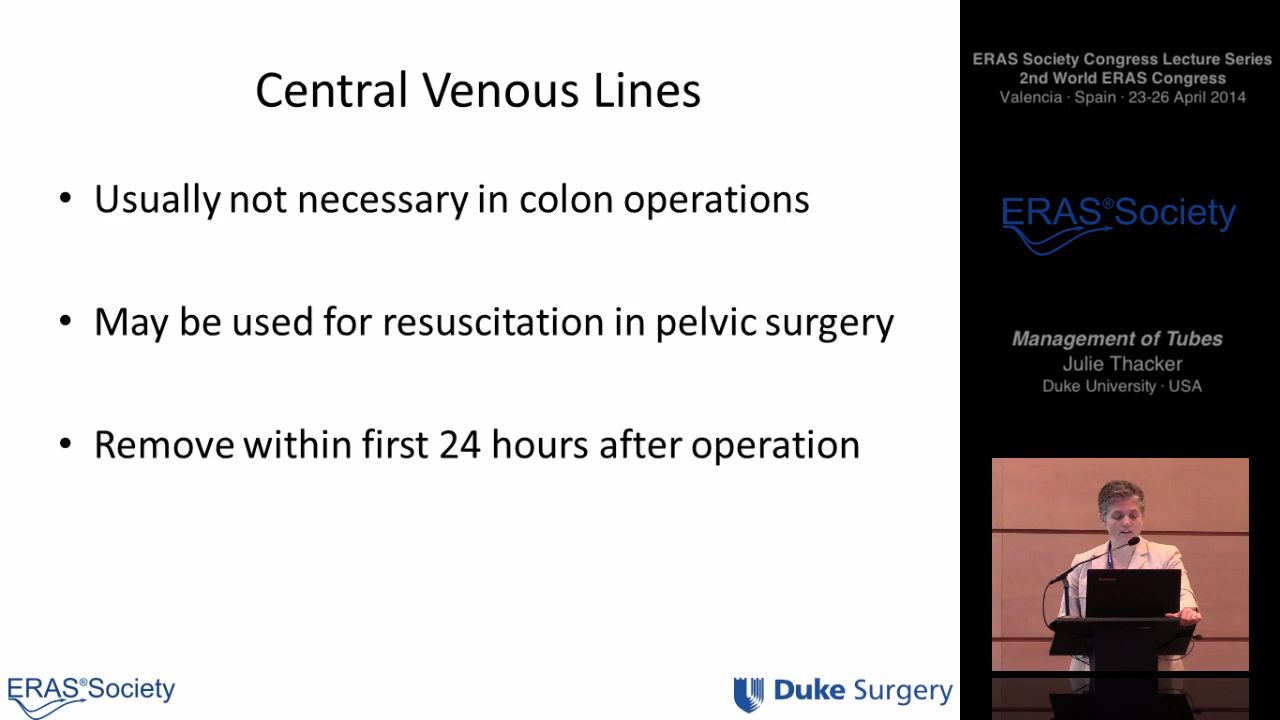 Central Venous Lines
• Usually not necessary in colon operations
• May be used for resuscitation in pelvic surgery
• Remove within first 24 hours after operation
ERAS®Society
Duke Surgery
ERAS Society Congress Lecture Series
2nd World ERAS Congress
Valencia · Spain · 23-26 April 2014
ERAS®Society
Management of Tubes
Julie Thacker
Duke University · USA